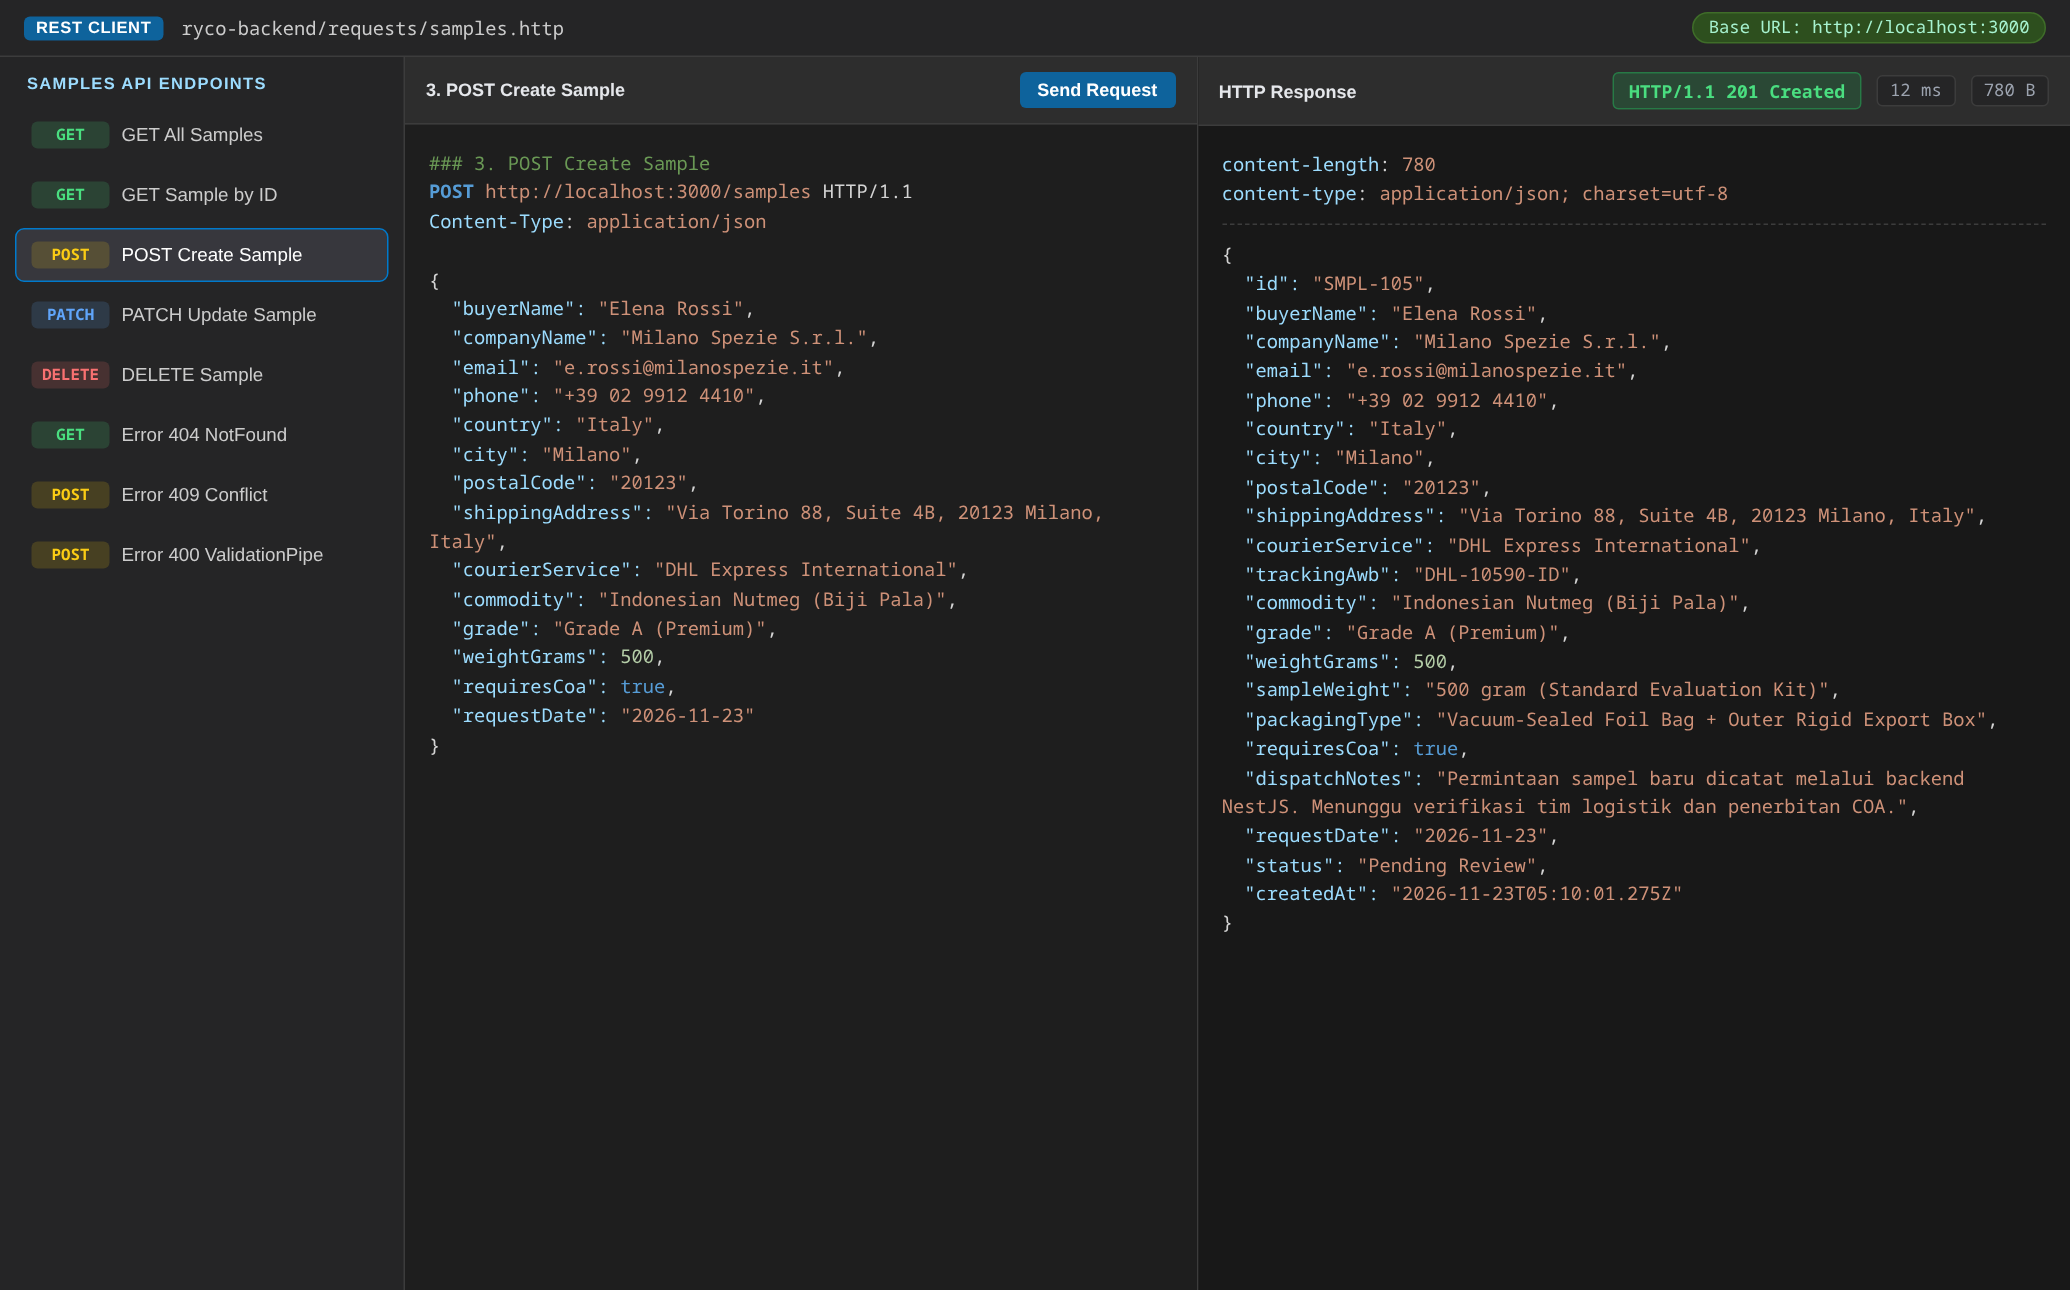 REST CLIENT ryco-backend/requests/samples.http
Base URL: http://localhost:3000
SAMPLES API ENDPOINTS
GET GET All Samples
GET GET Sample by ID
POST POST Create Sample
PATCH PATCH Update Sample
DELETE DELETE Sample
GET Error 404 NotFound
POST Error 409 Conflict
POST Error 400 ValidationPipe
3. POST Create Sample
Send Request
### 3. POST Create Sample
POST http://localhost:3000/samples HTTP/1.1
Content-Type: application/json
{
  "buyerName": "Elena Rossi",
  "companyName": "Milano Spezie S.r.l.",
  "email": "e.rossi@milanospezie.it",
  "phone": "+39 02 9912 4410",
  "country": "Italy",
  "city": "Milano",
  "postalCode": "20123",
  "shippingAddress": "Via Torino 88, Suite 4B, 20123 Milano,
Italy",
  "courierService": "DHL Express International",
  "commodity": "Indonesian Nutmeg (Biji Pala)",
  "grade": "Grade A (Premium)",
  "weightGrams": 500,
  "requiresCoa": true,
  "requestDate": "2026-11-23"
}
HTTP Response
HTTP/1.1 201 Created
12 ms
780 B
content-length: 780
content-type: application/json; charset=utf-8
{
  "id": "SMPL-105",
  "buyerName": "Elena Rossi",
  "companyName": "Milano Spezie S.r.l.",
  "email": "e.rossi@milanospezie.it",
  "phone": "+39 02 9912 4410",
  "country": "Italy",
  "city": "Milano",
  "postalCode": "20123",
  "shippingAddress": "Via Torino 88, Suite 4B, 20123 Milano, Italy",
  "courierService": "DHL Express International",
  "trackingAwb": "DHL-10590-ID",
  "commodity": "Indonesian Nutmeg (Biji Pala)",
  "grade": "Grade A (Premium)",
  "weightGrams": 500,
  "sampleWeight": "500 gram (Standard Evaluation Kit)",
  "packagingType": "Vacuum-Sealed Foil Bag + Outer Rigid Export Box",
  "requiresCoa": true,
  "dispatchNotes": "Permintaan sampel baru dicatat melalui backend
NestJS. Menunggu verifikasi tim logistik dan penerbitan COA.",
  "requestDate": "2026-11-23",
  "status": "Pending Review",
  "createdAt": "2026-11-23T05:10:01.275Z"
}